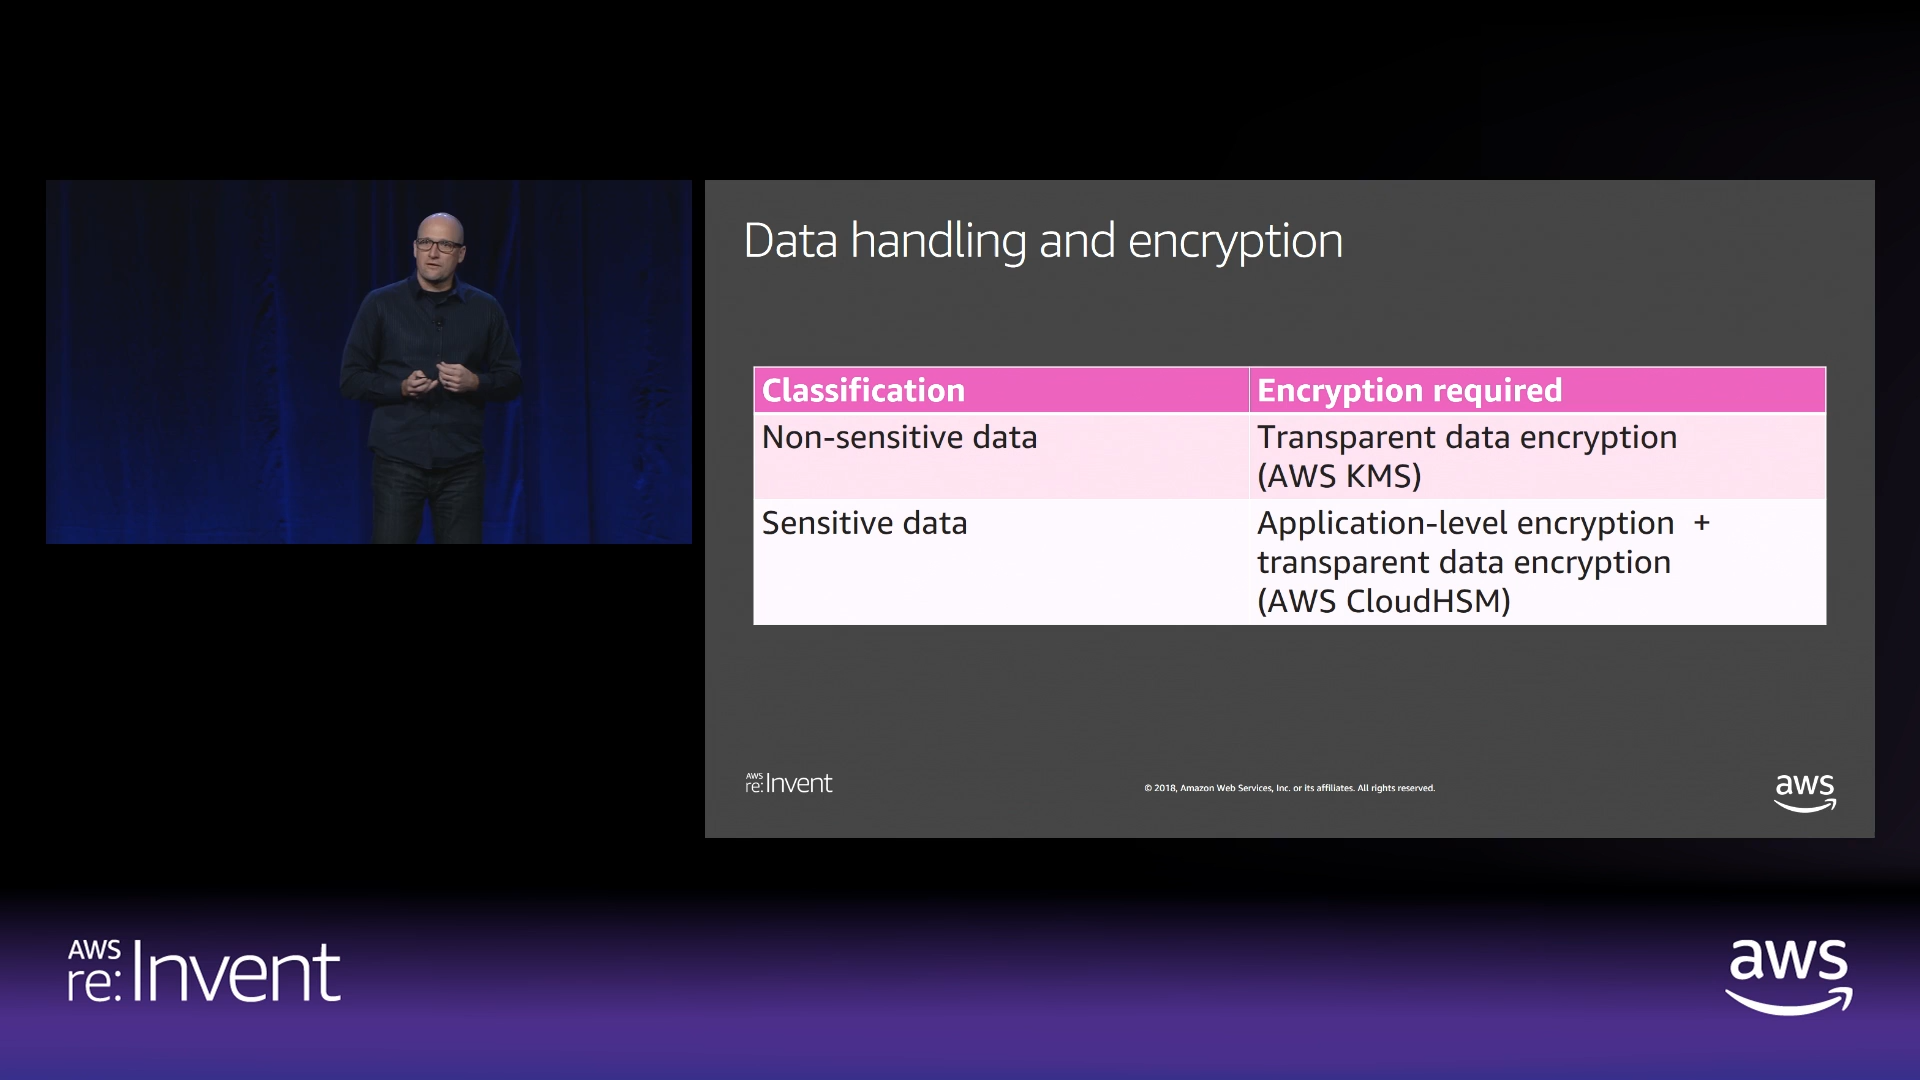 Data handling and encryption
Classification
Encryption required
Non-sensitive data
Transparent data encryption
(AWS KMS)
Sensitive data
Application-level encryption +
transparent data encryption
(AWS CloudHSM)
AWS
re:Invent
© 2018, Amazon Web Services, Inc. or its affiliates. All rights reserved.
aws
AWS
re:Invent
aws